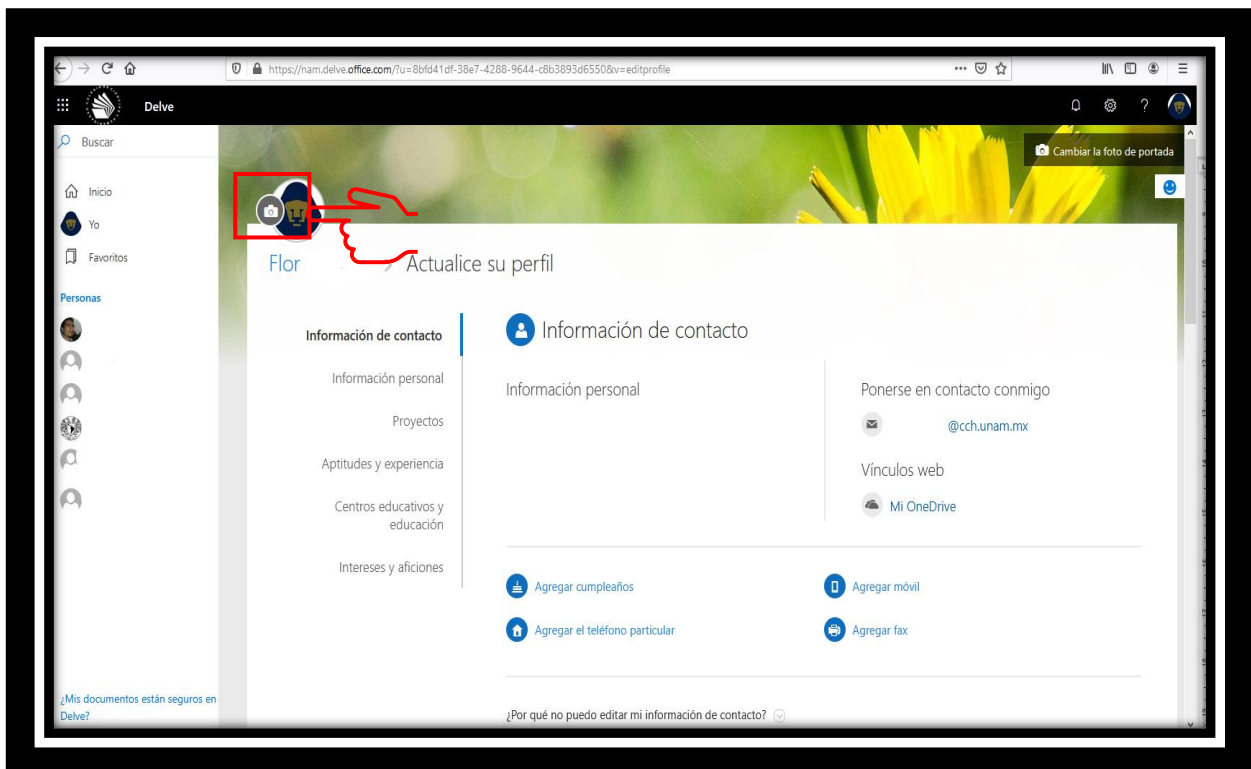 https://nam.delve.office.com/?u=8bfd41df-38e7-4288-9644-c8b3893d6550&v=editprofile
Delve
?
Buscar
Cambiar la foto de portada
Inicio
Yo
Favoritos
Personas
Flor > Actualice su perfil
Información de contacto
Información personal
Proyectos
Aptitudes y experiencia
Centros educativos y
educación
Intereses y aficiones
Información de contacto
Información personal
Ponerse en contacto conmigo
@cch.unam.mx
Vínculos web
Mi OneDrive
Agregar cumpleaños
Agregar móvil
Agregar el teléfono particular
Agregar fax
¿Por qué no puedo editar mi información de contacto?
¿Mis documentos están seguros en
Delve?